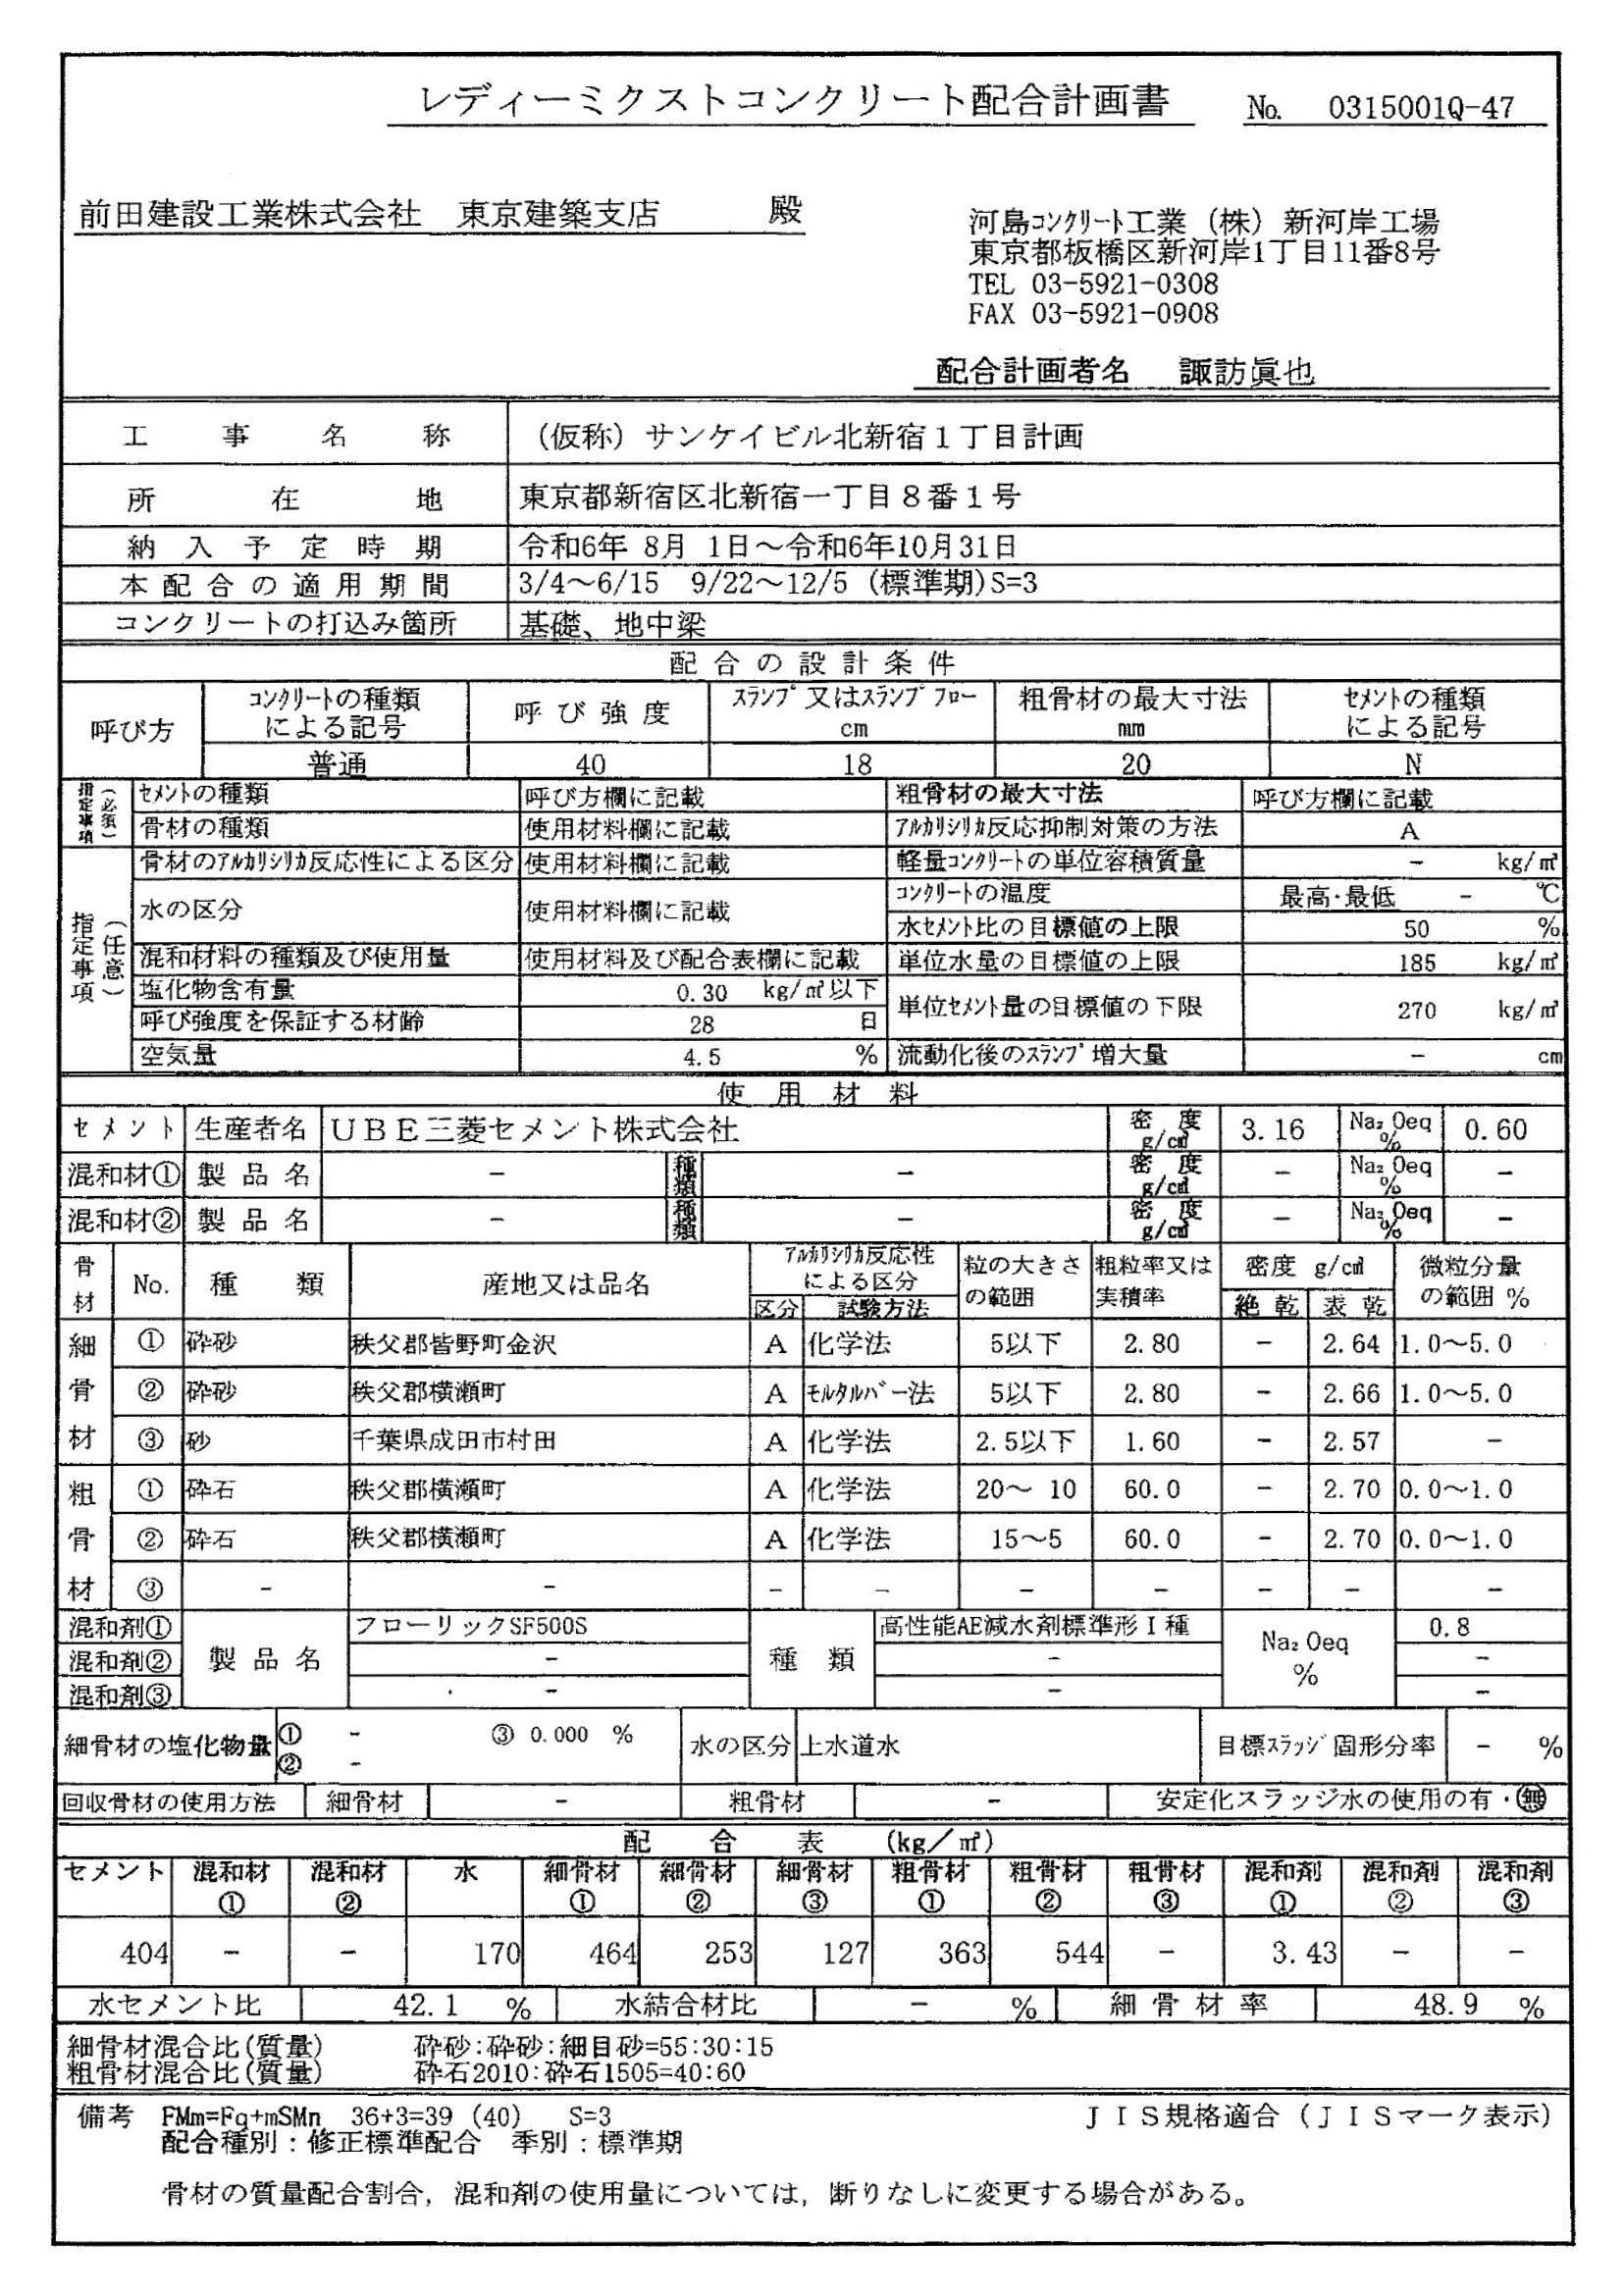 レディーミクストコンクリート配合計画書 No. 0315001Q-47
前田建設工業株式会社 東京建築支店 殿
河島コンクリート工業（株）新河岸工場
東京都板橋区新河岸1丁目11番8号
TEL 03-5921-0308
FAX 03-5921-0908
配合計画者名 諏訪眞也
工事名称 （仮称）サンケイビル北新宿１丁目計画
所在地 東京都新宿区北新宿一丁目８番１号
納入予定時期 令和6年 8月 1日～令和6年10月31日
本配合の適用期間 3/4～6/15 9/22～12/5 (標準期)S=3
コンクリートの打込み箇所 基礎、地中梁
配合の設計条件
呼び方 コンクリートの種類による記号 呼び強度 スランプ又はスランプフロー cm 粗骨材の最大寸法 mm セメントの種類による記号
普通 40 18 20 N
指定事項（必須） セメントの種類 呼び方欄に記載 粗骨材の最大寸法 呼び方欄に記載
骨材の種類 使用材料欄に記載 アルカリシリカ反応抑制対策の方法 A
指定事項（任意） 骨材のアルカリシリカ反応性による区分 使用材料欄に記載 軽量コンクリートの単位容積質量 - kg/㎥
水の区分 使用材料欄に記載 コンクリートの温度 最高・最低 - ℃
水セメント比の目標値の上限 50 %
混和材料の種類及び使用量 使用材料及び配合表欄に記載 単位水量の目標値の上限 185 kg/㎥
塩化物含有量 0.30 kg/㎥以下 単位セメント量の目標値の下限 270 kg/㎥
呼び強度を保証する材齢 28 日
空気量 4.5 % 流動化後のスランプ増大量 - cm
使用材料
セメント 生産者名 ＵＢＥ三菱セメント株式会社 密度 g/c㎥ 3.16 Na₂Oeq % 0.60
混和材① 製品名 - 種類 - 密度 g/c㎥ - Na₂Oeq % -
混和材② 製品名 - 種類 - 密度 g/c㎥ - Na₂Oeq % -
骨材 No. 種類 産地又は品名 アルカリシリカ反応性による区分 区分 試験方法 粒の大きさの範囲 粗粒率又は実積率 密度 g/c㎥ 絶乾 表乾 微粒分量の範囲 %
細骨材 ① 砕砂 秩父郡皆野町金沢 A 化学法 5以下 2.80 - 2.64 1.0～5.0
② 砕砂 秩父郡横瀬町 A モルタルバー法 5以下 2.80 - 2.66 1.0～5.0
③ 砂 千葉県成田市村田 A 化学法 2.5以下 1.60 - 2.57 -
粗骨材 ① 砕石 秩父郡横瀬町 A 化学法 20～ 10 60.0 - 2.70 0.0～1.0
② 砕石 秩父郡横瀬町 A 化学法 15～5 60.0 - 2.70 0.0～1.0
③ - - - - - - - - -
混和剤① 製品名 フローリックSF500S 種類 高性能AE減水剤標準形Ⅰ種 Na₂Oeq % 0.8
混和剤② - - -
混和剤③ - - -
細骨材の塩化物量 ① - ③ 0.000 % 水の区分 上水道水 目標スラッジ固形分率 - %
② -
回収骨材の使用方法 細骨材 - 粗骨材 - 安定化スラッジ水の使用の有・無
配合表 (kg／㎥)
セメント 混和材① 混和材② 水 細骨材① 細骨材② 細骨材③ 粗骨材① 粗骨材② 粗骨材③ 混和剤① 混和剤② 混和剤③
404 - - 170 464 253 127 363 544 - 3.43 - -
水セメント比 42.1 % 水結合材比 - % 細骨材率 48.9 %
細骨材混合比(質量) 砕砂:砕砂:細目砂=55:30:15
粗骨材混合比(質量) 砕石2010:砕石1505=40:60
備考 FMm=Fq+mSMn 36+3=39 (40) S=3 ＪＩＳ規格適合（ＪＩＳマーク表示）
配合種別：修正標準配合 季別：標準期
骨材の質量配合割合，混和剤の使用量については，断りなしに変更する場合がある。